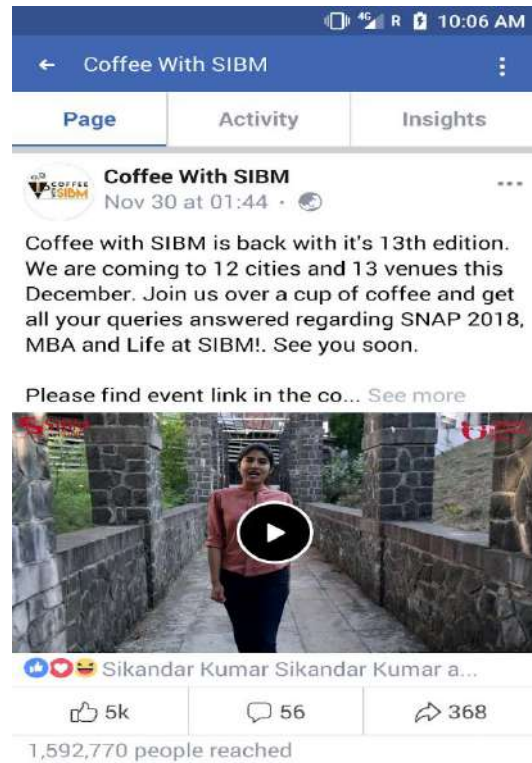 4G R 10:06 AM
Coffee With SIBM
Page Activity Insights
COFFEE
SIBM
Coffee With SIBM
Nov 30 at 01:44 ·
Coffee with SIBM is back with it's 13th edition.
We are coming to 12 cities and 13 venues this
December. Join us over a cup of coffee and get
all your queries answered regarding SNAP 2018,
MBA and Life at SIBM!. See you soon.
Please find event link in the co... See more
Sikandar Kumar Sikandar Kumar a...
5k 56 368
1,592,770 people reached